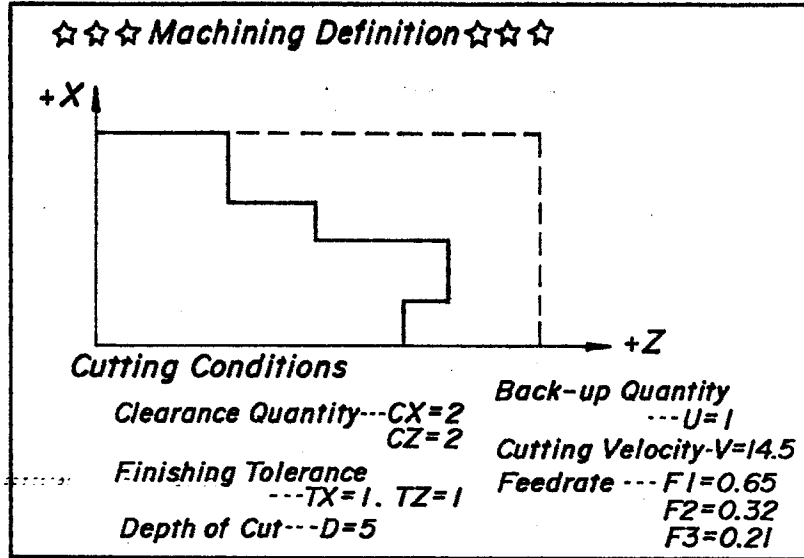 ☆☆☆ Machining Definition ☆☆☆
+X
+Z
Cutting Conditions
Clearance Quantity---CX=2
CZ=2
Finishing Tolerance
---TX=1. TZ=1
Depth of Cut---D=5
Back-up Quantity
---U=1
Cutting Velocity-V=14.5
Feedrate ---F1=0.65
F2=0.32
F3=0.21